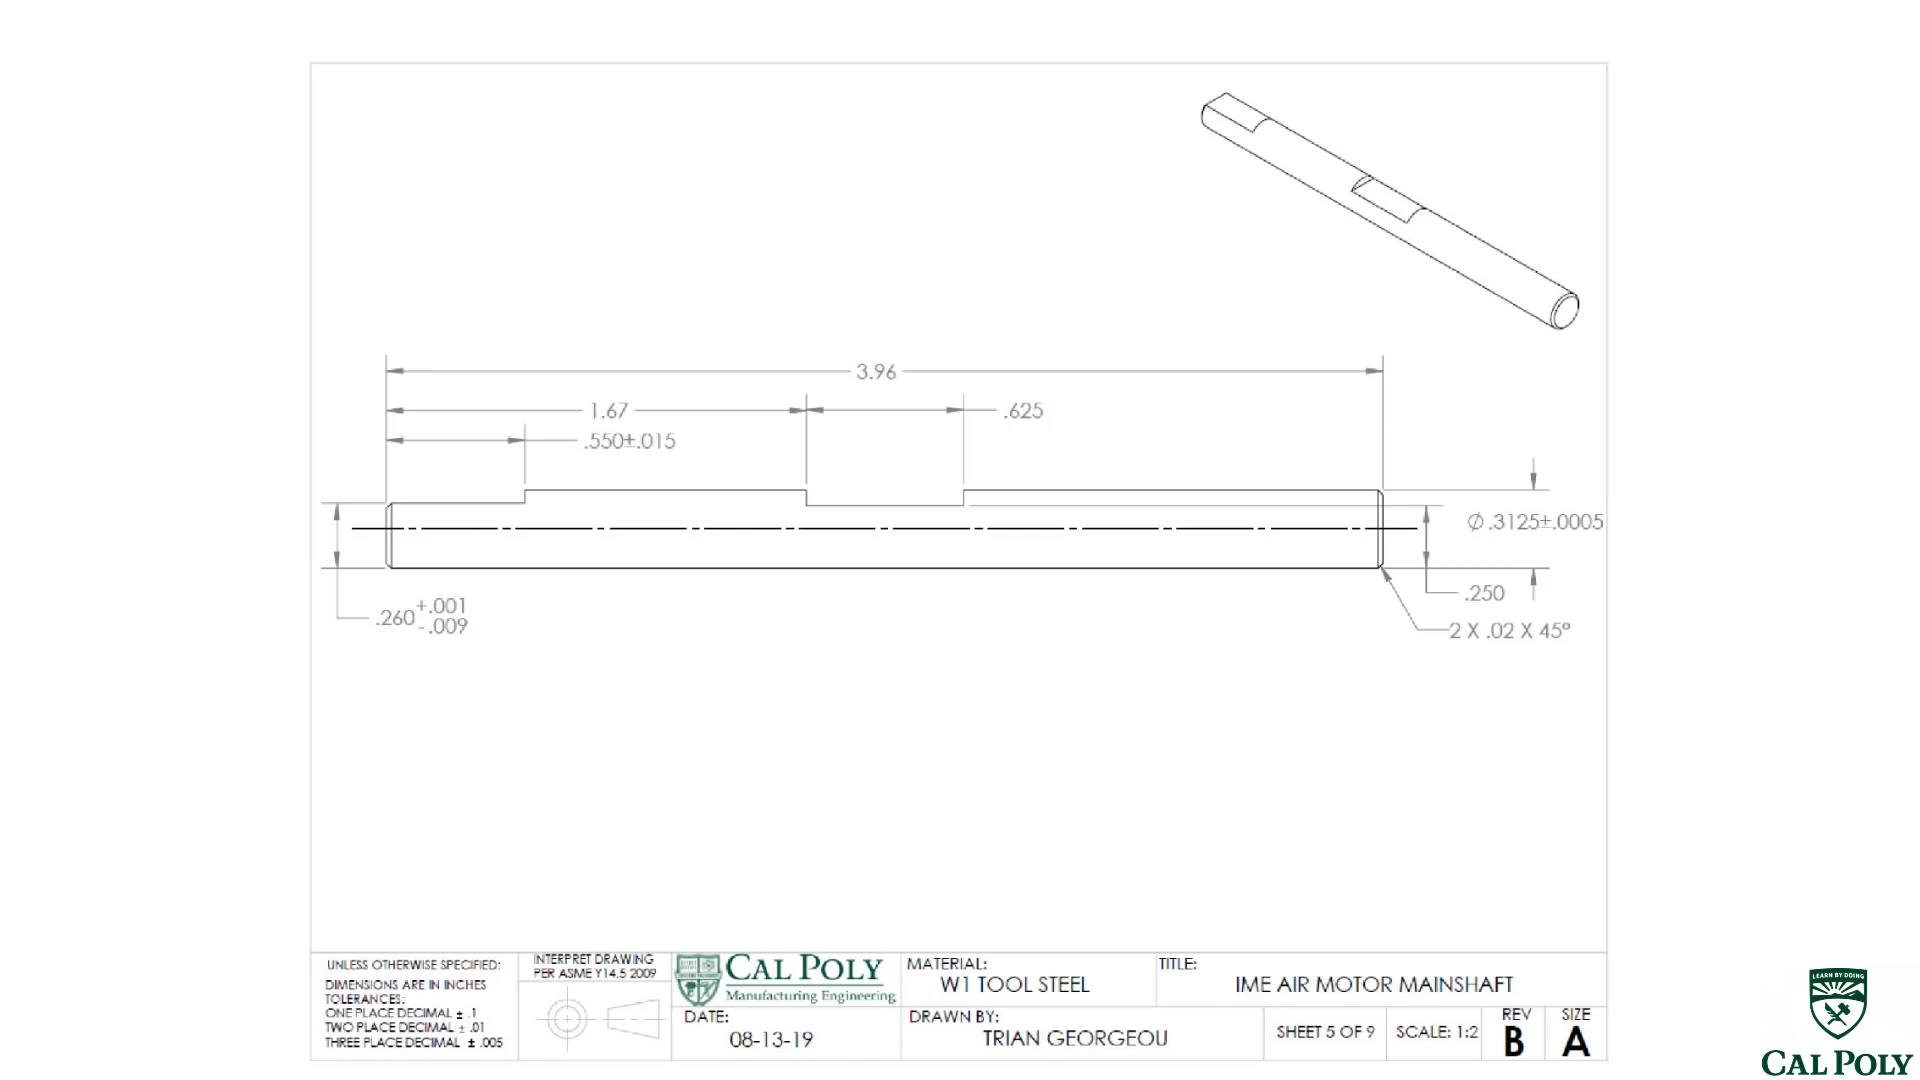 3.96
1.67
.625
.550±.015
Ø.3125±.0005
.250
.260 +.001
-.009
2 X .02 X 45°
UNLESS OTHERWISE SPECIFIED:
DIMENSIONS ARE IN INCHES
TOLERANCES:
ONE PLACE DECIMAL ± .1
TWO PLACE DECIMAL ± .01
THREE PLACE DECIMAL ± .005
INTERPRET DRAWING
PER ASME Y14.5 2009
CAL POLY
Manufacturing Engineering
DATE:
08-13-19
MATERIAL:
W1 TOOL STEEL
TITLE:
IME AIR MOTOR MAINSHAFT
DRAWN BY:
TRIAN GEORGEOU
SHEET 5 OF 9
SCALE: 1:2
REV
B
SIZE
A
LEARN BY DOING
CAL POLY